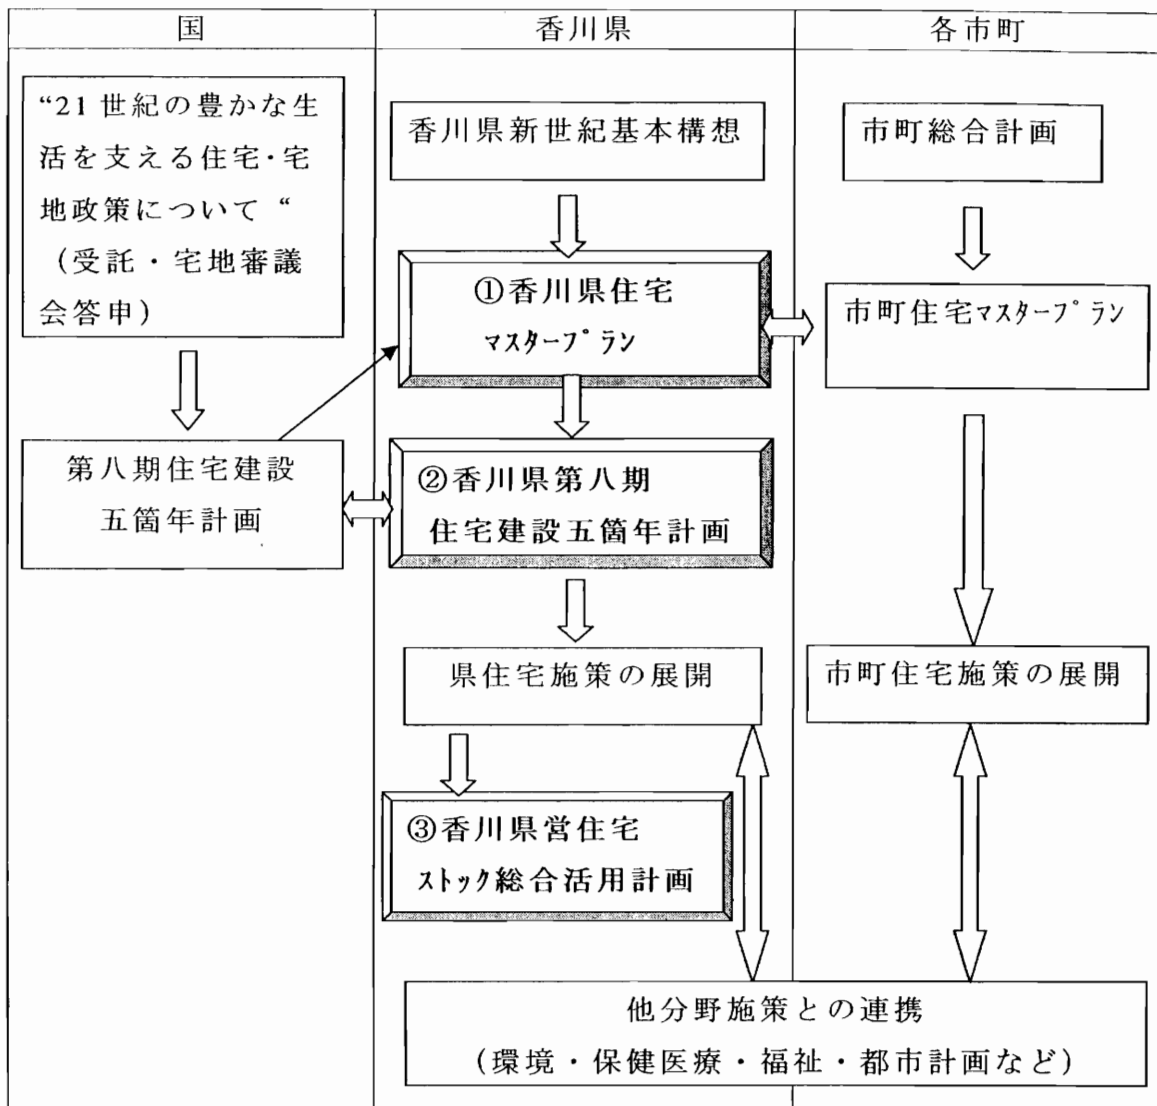 国
香川県
各市町
“21世紀の豊かな生
活を支える住宅・宅
地政策について“
（受託・宅地審議
会答申）
第八期住宅建設
五箇年計画
香川県新世紀基本構想
①香川県住宅
ﾏｽﾀｰﾌﾟﾗﾝ
②香川県第八期
住宅建設五箇年計画
県住宅施策の展開
③香川県営住宅
ｽﾄｯｸ総合活用計画
市町総合計画
市町住宅ﾏｽﾀｰﾌﾟﾗﾝ
市町住宅施策の展開
他分野施策との連携
（環境・保健医療・福祉・都市計画など）